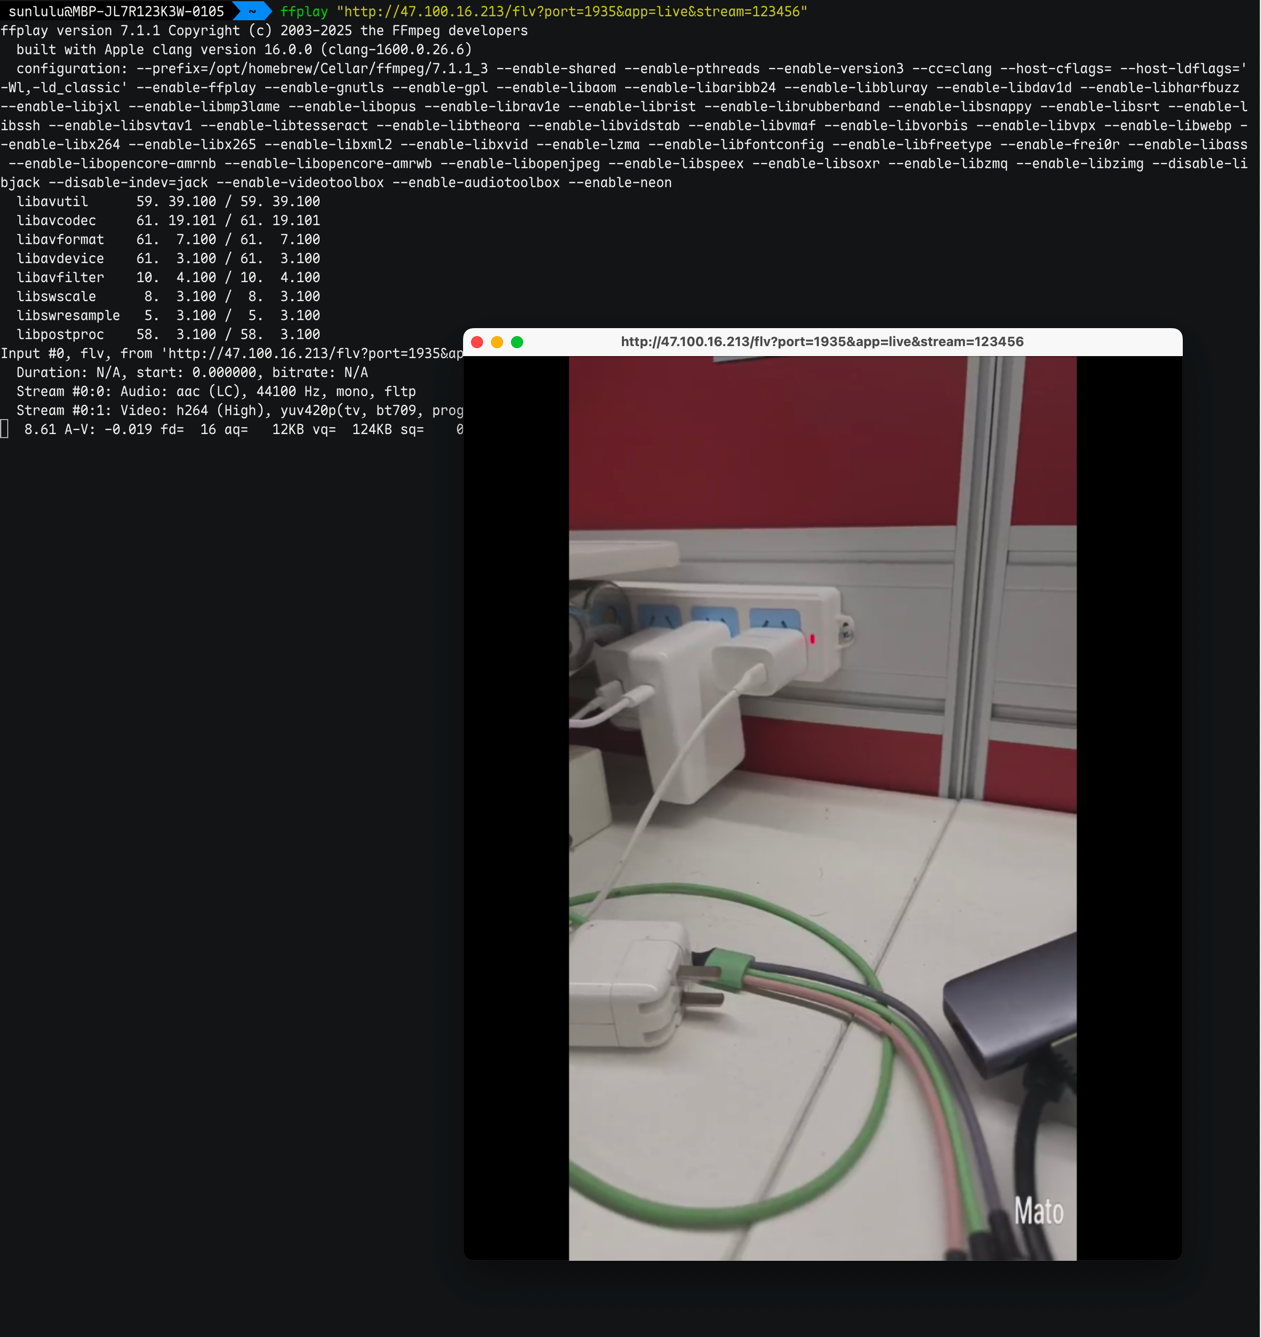 sunlulu@MBP-JL7R123K3W-0105 ~ ffplay "http://47.100.16.213/flv?port=1935&app=live&stream=123456"
ffplay version 7.1.1 Copyright (c) 2003-2025 the FFmpeg developers
  built with Apple clang version 16.0.0 (clang-1600.0.26.6)
  configuration: --prefix=/opt/homebrew/Cellar/ffmpeg/7.1.1_3 --enable-shared --enable-pthreads --enable-version3 --cc=clang --host-cflags= --host-ldflags='
-Wl,-ld_classic' --enable-ffplay --enable-gnutls --enable-gpl --enable-libaom --enable-libaribb24 --enable-libbluray --enable-libdav1d --enable-libharfbuzz
--enable-libjxl --enable-libmp3lame --enable-libopus --enable-librav1e --enable-librist --enable-librubberband --enable-libsnappy --enable-libsrt --enable-l
ibssh --enable-libsvtav1 --enable-libtesseract --enable-libtheora --enable-libvidstab --enable-libvmaf --enable-libvorbis --enable-libvpx --enable-libwebp -
-enable-libx264 --enable-libx265 --enable-libxml2 --enable-libxvid --enable-lzma --enable-libfontconfig --enable-libfreetype --enable-frei0r --enable-libass
 --enable-libopencore-amrnb --enable-libopencore-amrwb --enable-libopenjpeg --enable-libspeex --enable-libsoxr --enable-libzmq --enable-libzimg --disable-li
bjack --disable-indev=jack --enable-videotoolbox --enable-audiotoolbox --enable-neon
  libavutil      59. 39.100 / 59. 39.100
  libavcodec     61. 19.101 / 61. 19.101
  libavformat    61.  7.100 / 61.  7.100
  libavdevice    61.  3.100 / 61.  3.100
  libavfilter    10.  4.100 / 10.  4.100
  libswscale      8.  3.100 /  8.  3.100
  libswresample   5.  3.100 /  5.  3.100
  libpostproc    58.  3.100 / 58.  3.100
Input #0, flv, from 'http://47.100.16.213/flv?port=1935&ap
  Duration: N/A, start: 0.000000, bitrate: N/A
  Stream #0:0: Audio: aac (LC), 44100 Hz, mono, fltp
  Stream #0:1: Video: h264 (High), yuv420p(tv, bt709, prog
   8.61 A-V: -0.019 fd=  16 aq=   12KB vq=  124KB sq=    0
http://47.100.16.213/flv?port=1935&app=live&stream=123456
Mato